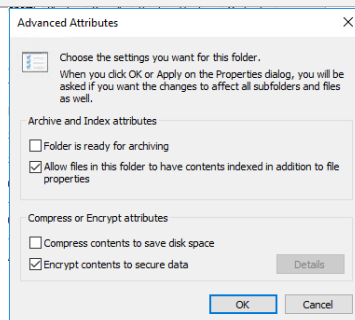 Advanced Attributes
Choose the settings you want for this folder.
When you click OK or Apply on the Properties dialog, you will be
asked if you want the changes to affect all subfolders and files
as well.
Archive and Index attributes
Folder is ready for archiving
Allow files in this folder to have contents indexed in addition to file
properties
Compress or Encrypt attributes
Compress contents to save disk space
Encrypt contents to secure data
Details
OK
Cancel